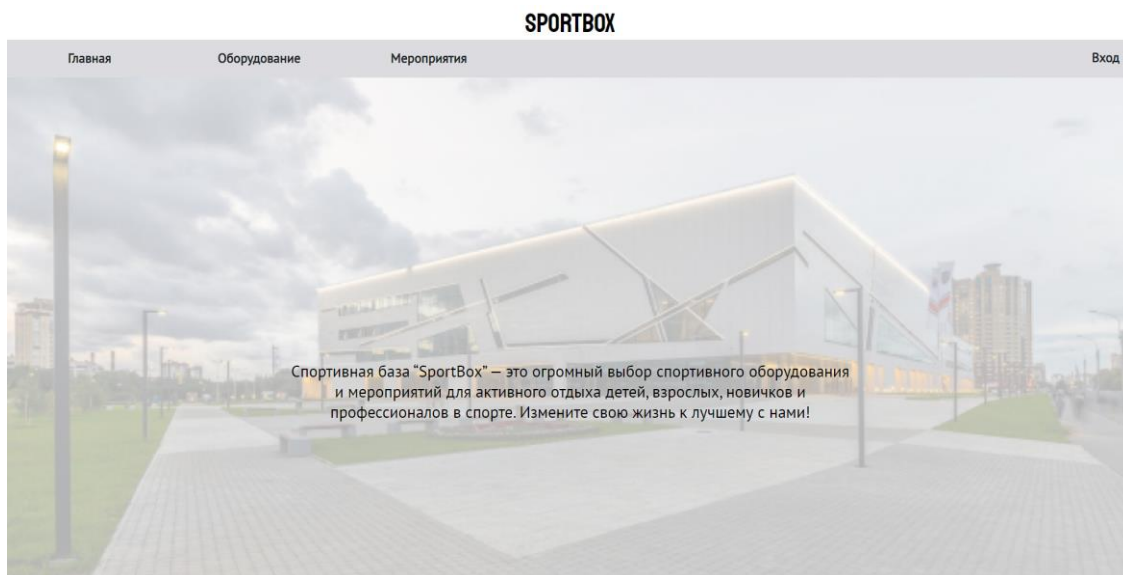 SPORTBOX
Главная Оборудование Мероприятия Вход
Спортивная база “SportBox” — это огромный выбор спортивного оборудования
и мероприятий для активного отдыха детей, взрослых, новичков и
профессионалов в спорте. Измените свою жизнь к лучшему с нами!